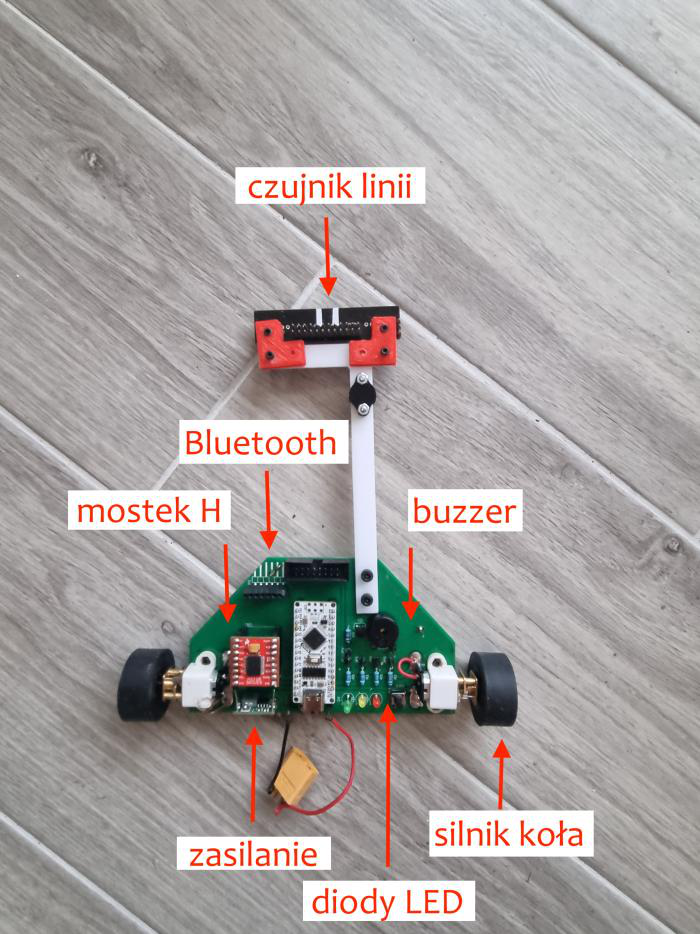 czujnik linii
Bluetooth
mostek H
buzzer
silnik koła
zasilanie
diody LED